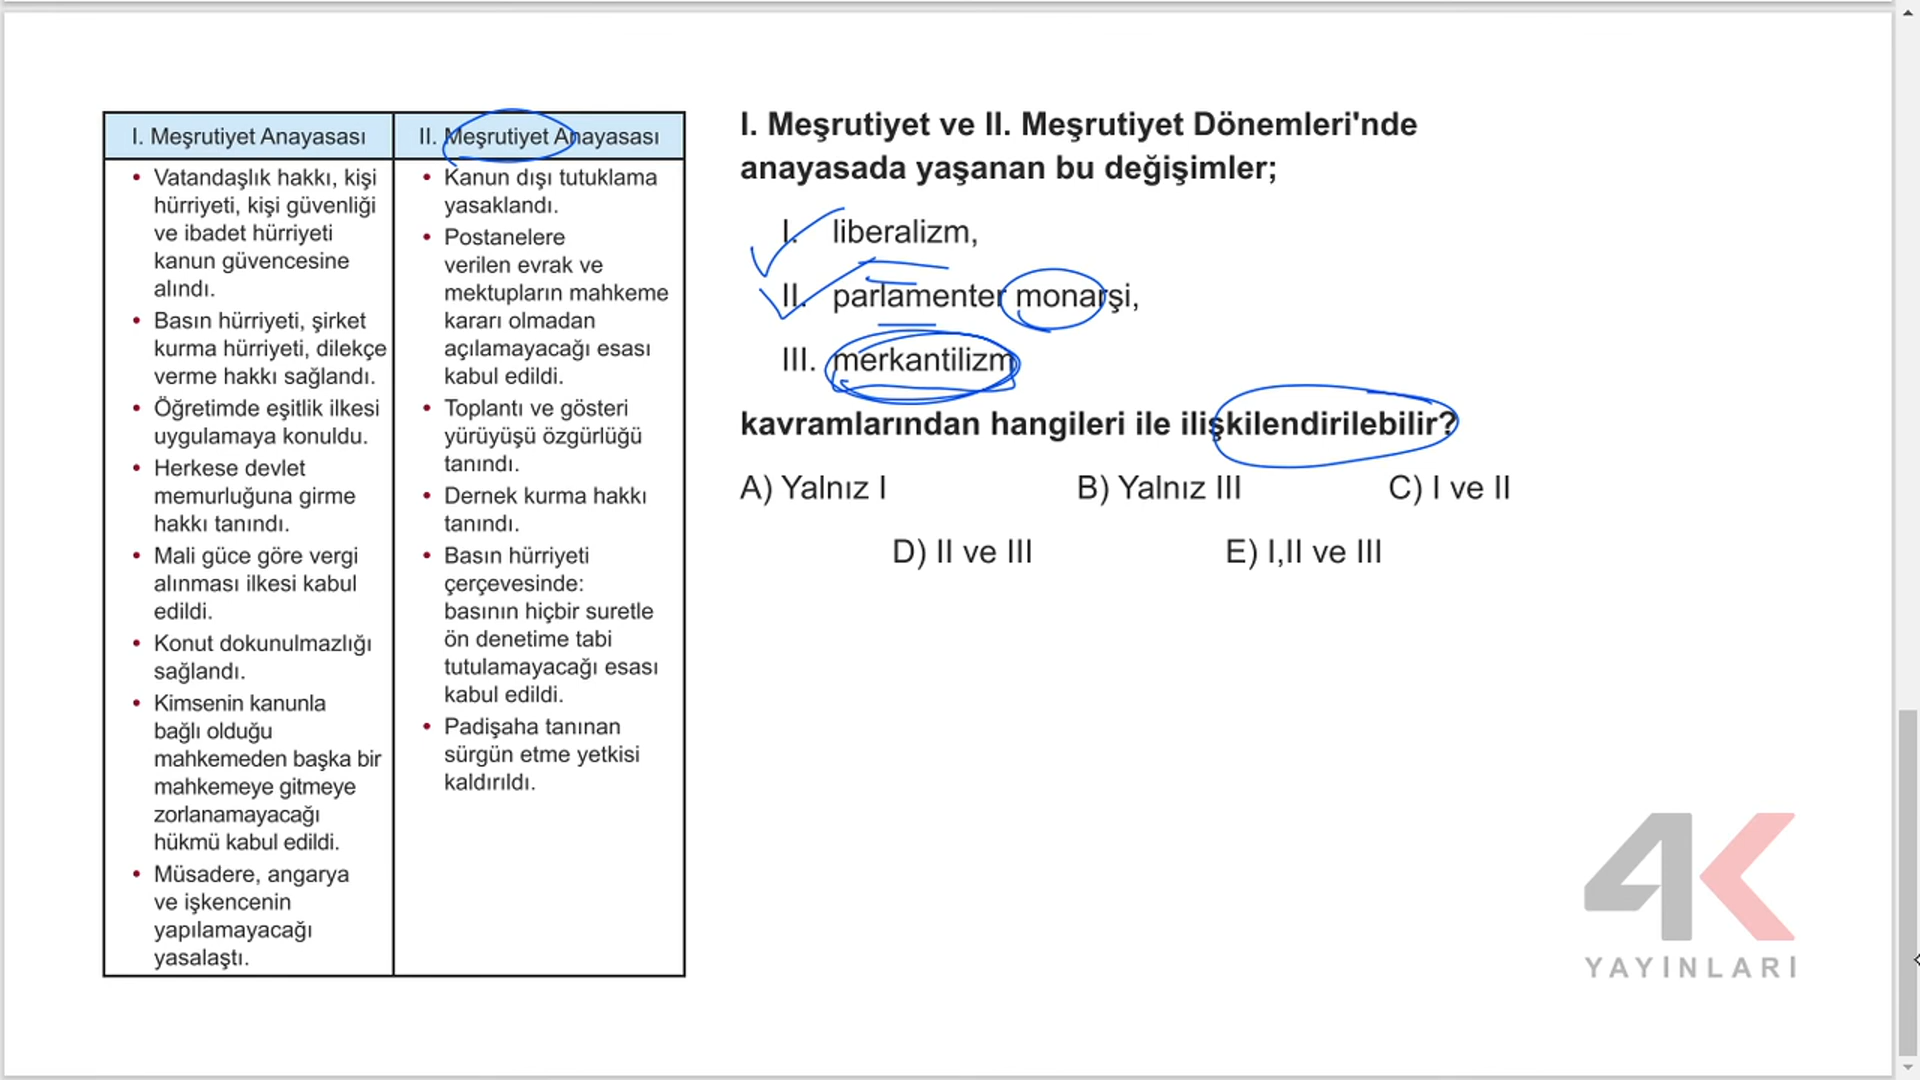 I. Meşrutiyet Anayasası
• Vatandaşlık hakkı, kişi
hürriyeti, kişi güvenliği
ve ibadet hürriyeti
kanun güvencesine
alındı.
• Basın hürriyeti, şirket
kurma hürriyeti, dilekçe
verme hakkı sağlandı.
• Öğretimde eşitlik ilkesi
uygulamaya konuldu.
• Herkese devlet
memurluğuna girme
hakkı tanındı.
• Mali güce göre vergi
alınması ilkesi kabul
edildi.
• Konut dokunulmazlığı
sağlandı.
• Kimsenin kanunla
bağlı olduğu
mahkemeden başka bir
mahkemeye gitmeye
zorlanamayacağı
hükmü kabul edildi.
• Müsadere, angarya
ve işkencenin
yapılamayacağı
yasalaştı.
II. Meşrutiyet Anayasası
• Kanun dışı tutuklama
yasaklandı.
• Postanelere
verilen evrak ve
mektupların mahkeme
kararı olmadan
açılamayacağı esası
kabul edildi.
• Toplantı ve gösteri
yürüyüşü özgürlüğü
tanındı.
• Dernek kurma hakkı
tanındı.
• Basın hürriyeti
çerçevesinde:
basının hiçbir suretle
ön denetime tabi
tutulamayacağı esası
kabul edildi.
• Padişaha tanınan
sürgün etme yetkisi
kaldırıldı.
I. Meşrutiyet ve II. Meşrutiyet Dönemleri'nde
anayasada yaşanan bu değişimler;
I. liberalizm,
II. parlamenter monarşi,
III. merkantilizm
kavramlarından hangileri ile ilişkilendirilebilir?
A) Yalnız I B) Yalnız III C) I ve II
D) II ve III E) I,II ve III
4K
YAYINLARI